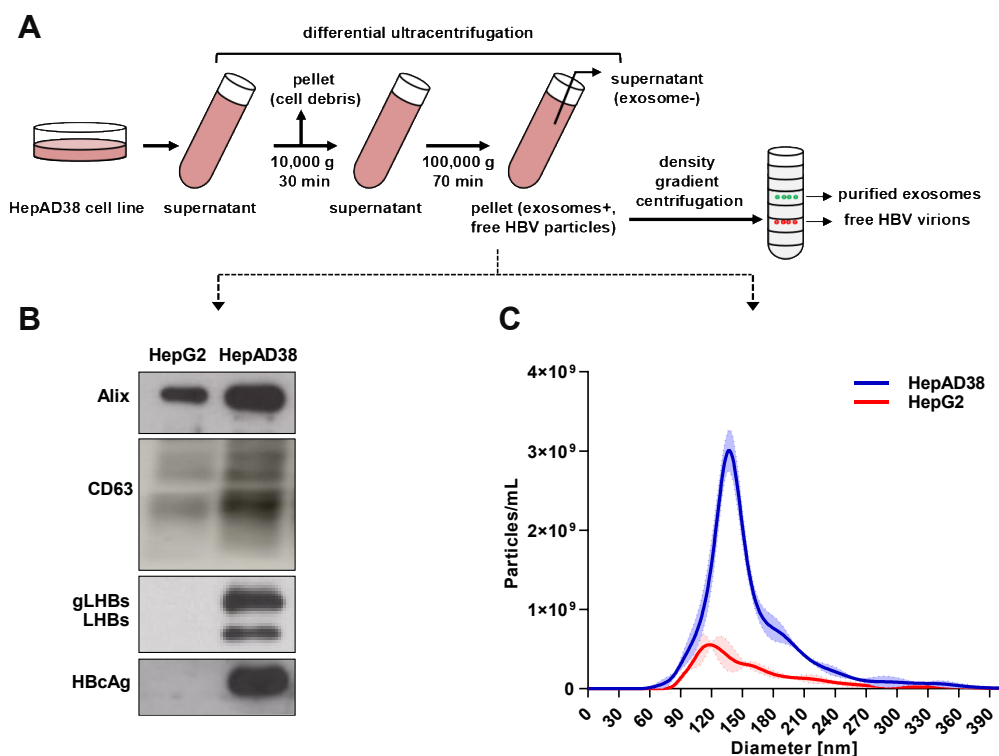 A
differential ultracentrifugation
pellet
(cell debris)
supernatant
(exosome-)
10,000 g
30 min
100,000 g
70 min
density
gradient
centrifugation
purified exosomes
free HBV virions
HepAD38 cell line
supernatant
supernatant
pellet (exosomes+,
free HBV particles)
B
HepG2 HepAD38
Alix
CD63
gLHBs
LHBs
HBcAg
C
HepAD38
HepG2
Particles/mL
4×10⁹
3×10⁹
2×10⁹
1×10⁹
0
0 30 60 90 120 150 180 210 240 270 300 330 360 390
Diameter [nm]